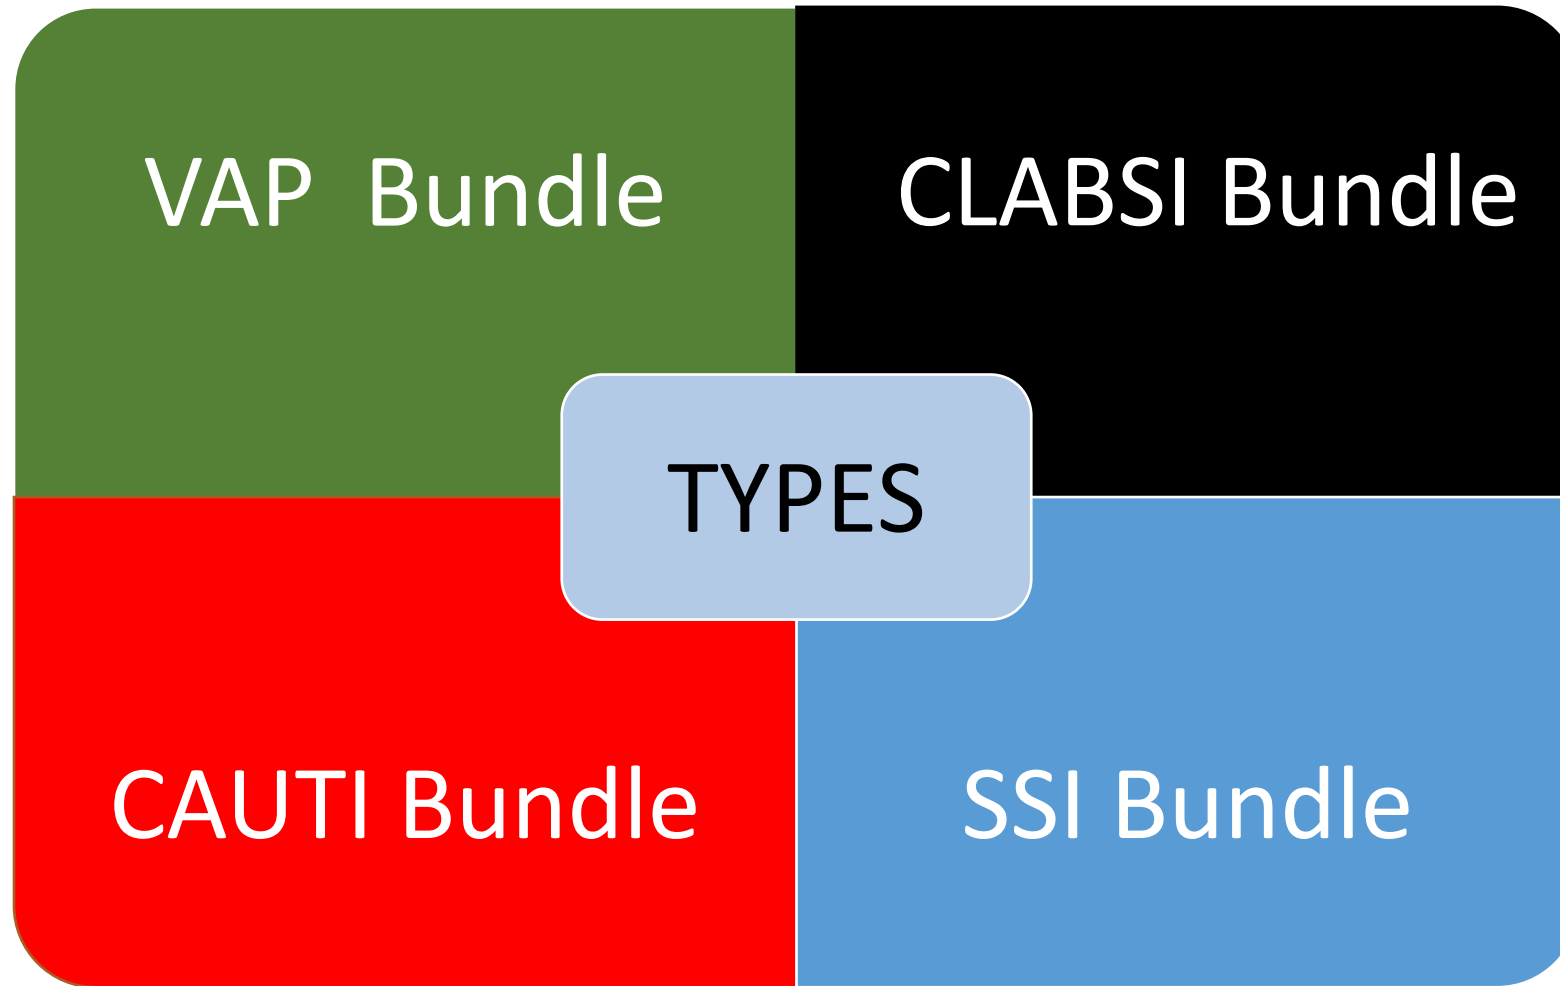 VAP  Bundle
CLABSI Bundle
TYPES
CAUTI Bundle
SSI Bundle